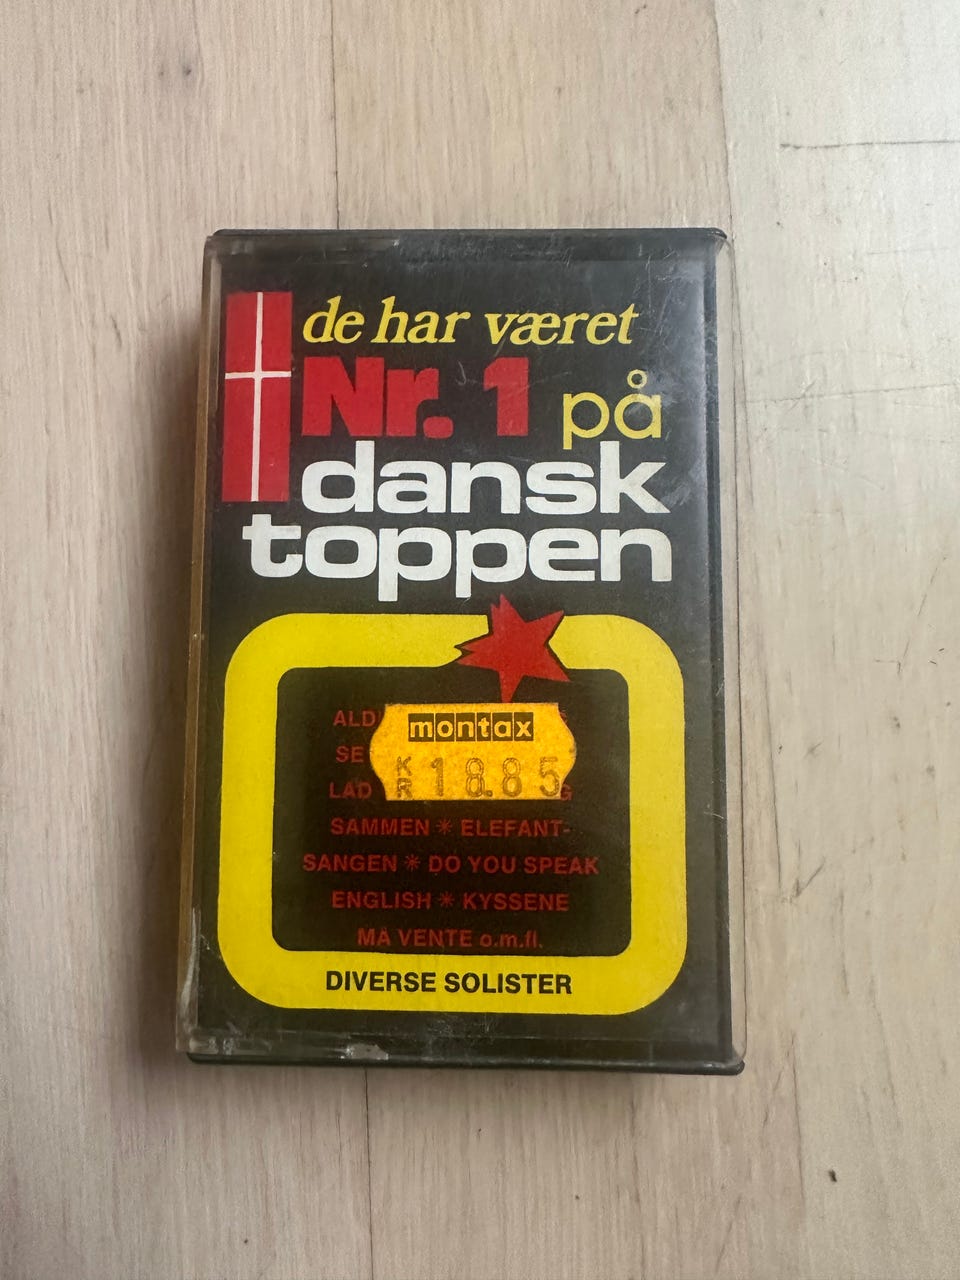 de har været
Nr. 1 på
dansk
toppen
montax
KR 18.85
LAD
SAMMEN * ELEFANT-
SANGEN * DO YOU SPEAK
ENGLISH * KYSSENE
MÅ VENTE o.m.fl.
DIVERSE SOLISTER